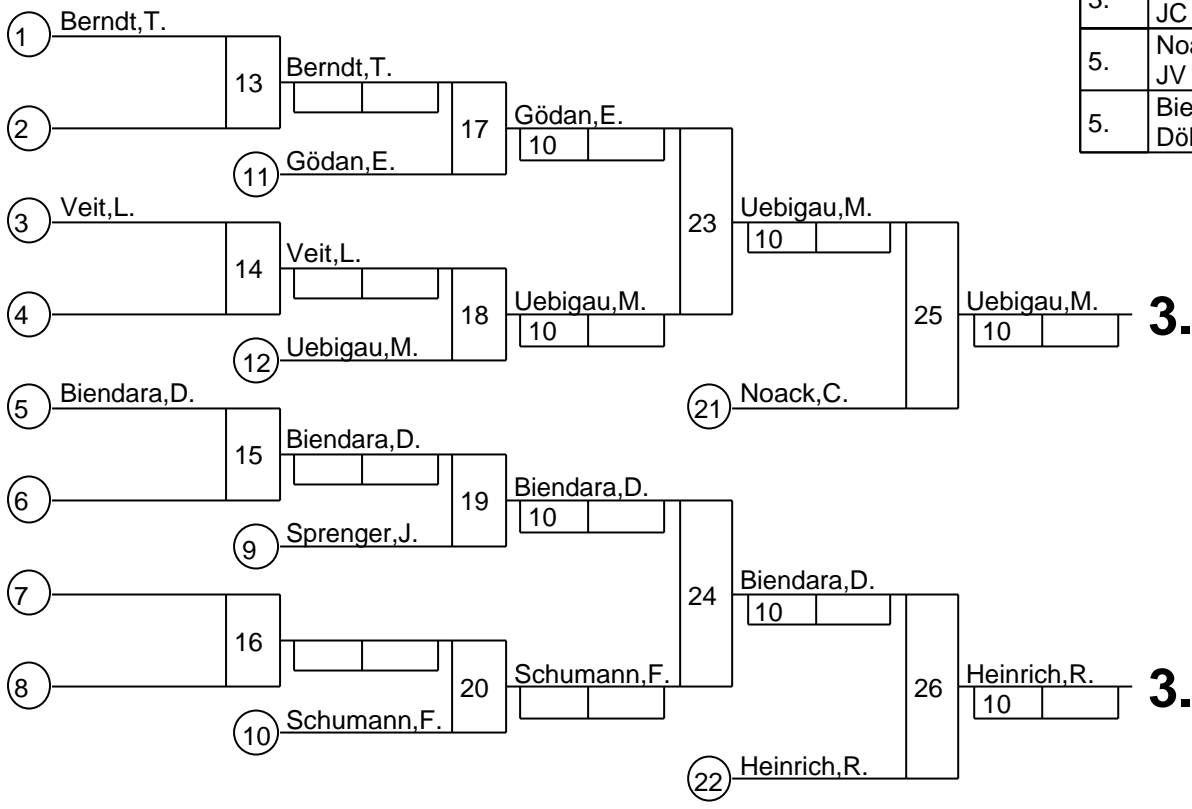 3.
JC
5.
JV
5.
1 Berndt,T.
13
Berndt,T.
2
17
Gödan,E.
10
11 Gödan,E.
3 Veit,L.
23
Uebigau,M.
10
14
Veit,L.
4
18
Uebigau,M.
10
25
Uebigau,M.
10
3.
12 Uebigau,M.
5 Biendara,D.
21 Noack,C.
15
Biendara,D.
6
19
Biendara,D.
10
9 Sprenger,J.
7
24
Biendara,D.
10
16
8
20
Schumann,F.
26
Heinrich,R.
10
3.
10 Schumann,F.
22 Heinrich,R.